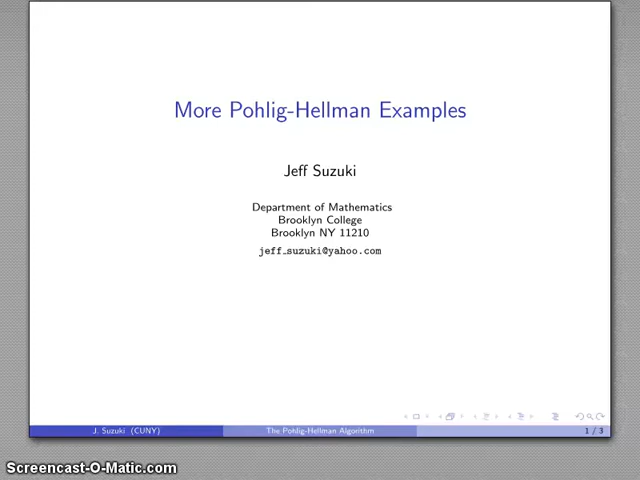 More Pohlig-Hellman Examples
Jeff Suzuki
Department of Mathematics
Brooklyn College
Brooklyn NY 11210
jeff_suzuki@yahoo.com
J. Suzuki (CUNY)
The Pohlig-Hellman Algorithm
1 / 3
Screencast-O-Matic.com